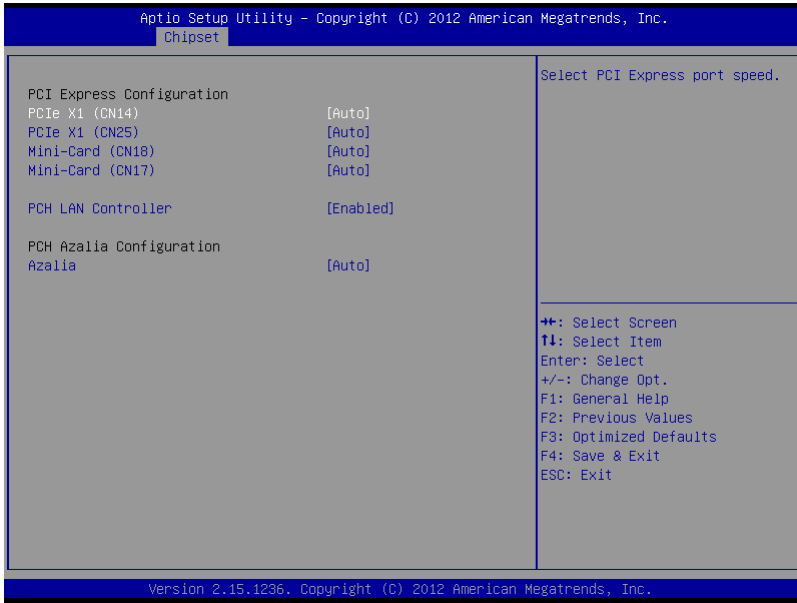 Aptio Setup Utility – Copyright (C) 2012 American Megatrends, Inc.
Chipset
PCI Express Configuration
PCIe X1 (CN14) [Auto]
PCIe X1 (CN25) [Auto]
Mini-Card (CN18) [Auto]
Mini-Card (CN17) [Auto]
PCH LAN Controller [Enabled]
PCH Azalia Configuration
Azalia [Auto]
Select PCI Express port speed.
→←: Select Screen
↑↓: Select Item
Enter: Select
+/-: Change Opt.
F1: General Help
F2: Previous Values
F3: Optimized Defaults
F4: Save & Exit
ESC: Exit
Version 2.15.1236. Copyright (C) 2012 American Megatrends, Inc.